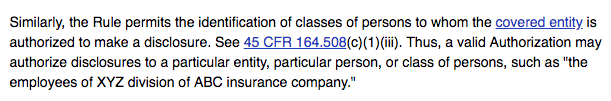 Similarly, the Rule permits the identification of classes of persons to whom the covered entity is
authorized to make a disclosure. See 45 CFR 164.508(c)(1)(iii). Thus, a valid Authorization may
authorize disclosures to a particular entity, particular person, or class of persons, such as "the
employees of XYZ division of ABC insurance company."